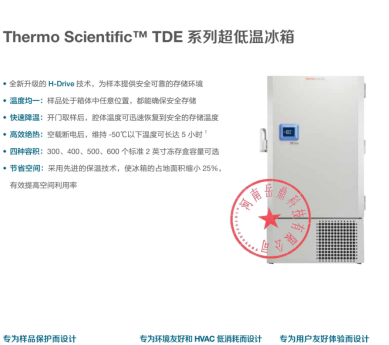 Thermo Scientific™ TDE 系列超低温冰箱
• 全新升级的 H-Drive 技术，为样本提供安全可靠的存储环境
• 温度均一：样品处于箱体中任意位置，都能确保安全存储
• 快速降温：开门取样后，腔体温度可迅速恢复到安全的存储温度
• 高效绝热：空载断电后，维持 -50℃以下温度可长达 5 小时¹
• 四种容积：300、400、500、600 个标准 2 英寸冻存盒容量可选
• 节省空间：采用先进的保温技术，使冰箱的占地面积缩小 25%，
有效提高空间利用率
专为样品保护而设计
专为环境友好和 HVAC 低消耗而设计
专为用户友好体验而设计